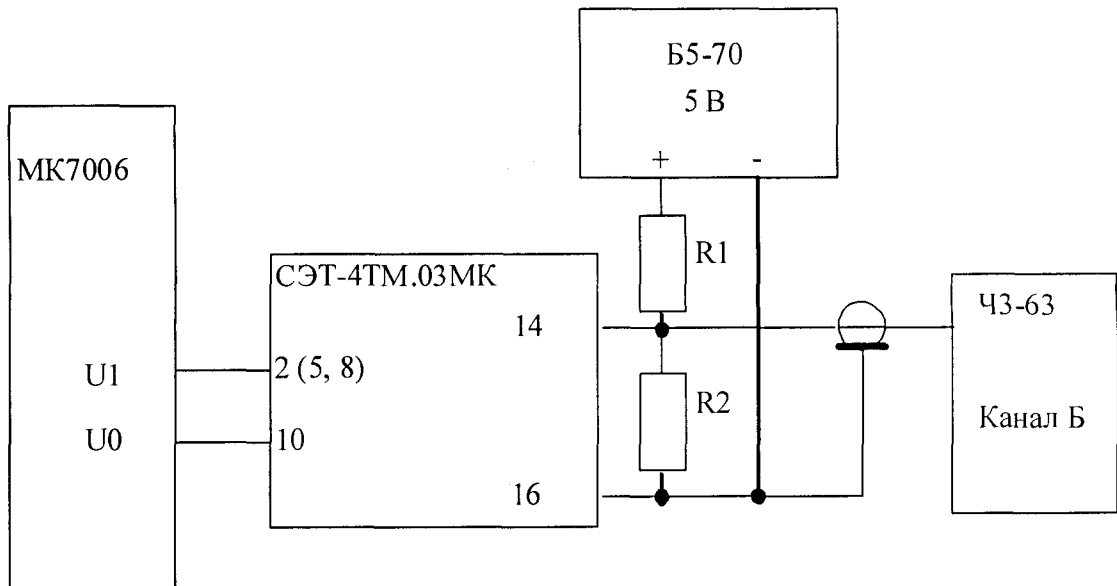 Б5-70
5 В
+ -
МК7006
R1
СЭТ-4ТМ.03МК
14
ЧЗ-63
U1
2 (5, 8)
R2
Канал Б
U0
10
16